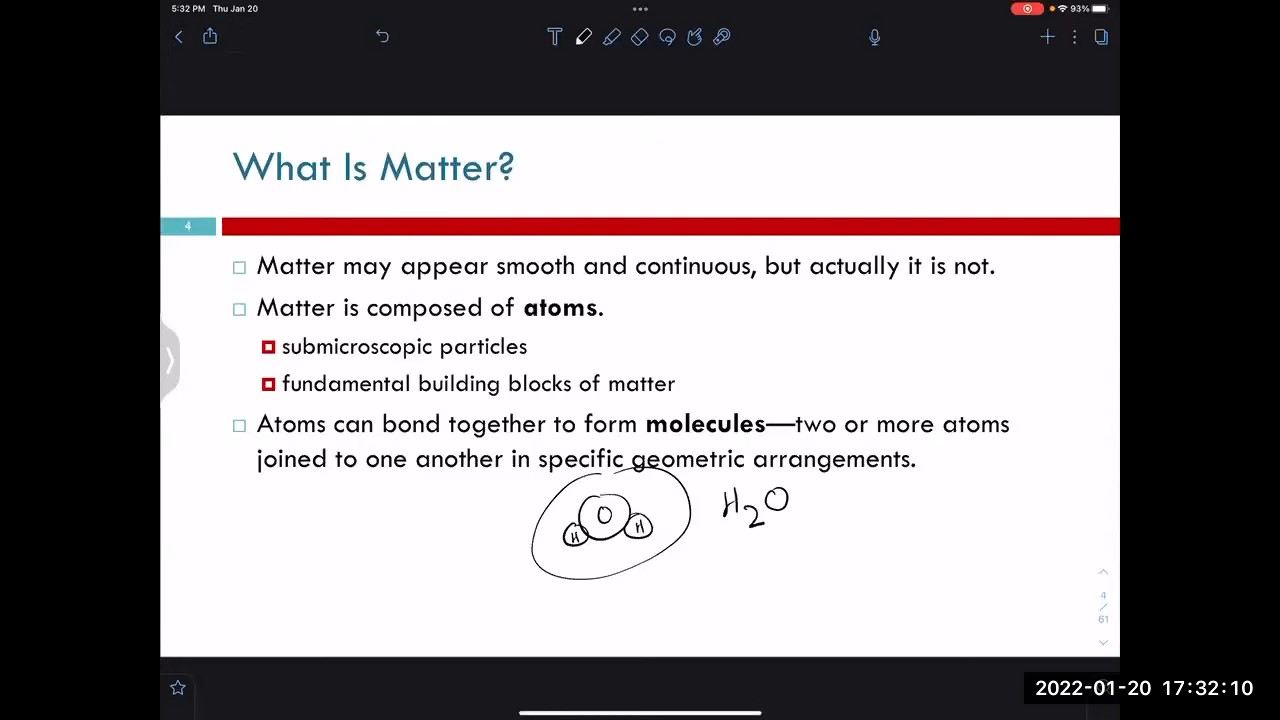 5:32 PM Thu Jan 20
93%
What Is Matter?
4
Matter may appear smooth and continuous, but actually it is not.
Matter is composed of atoms.
submicroscopic particles
fundamental building blocks of matter
Atoms can bond together to form molecules—two or more atoms
joined to one another in specific geometric arrangements.
O
H H
H2O
4
/
61
2022-01-20 17:32:10